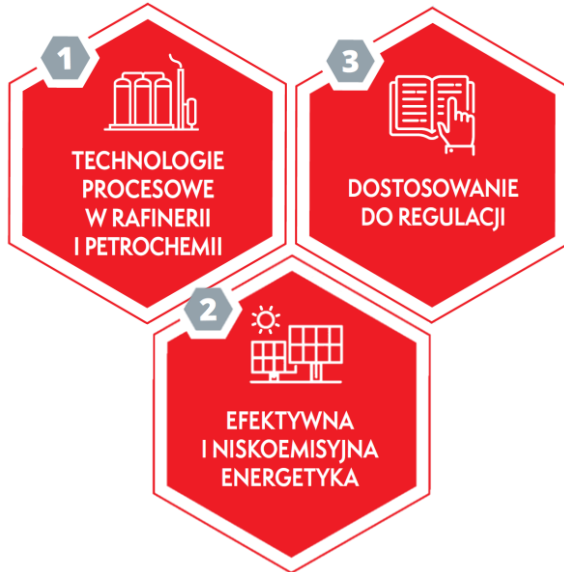 1
TECHNOLOGIE
PROCESOWE
W RAFINERII
I PETROCHEMII
2
EFEKTYWNA
I NISKOEMISYJNA
ENERGETYKA
3
DOSTOSOWANIE
DO REGULACJI